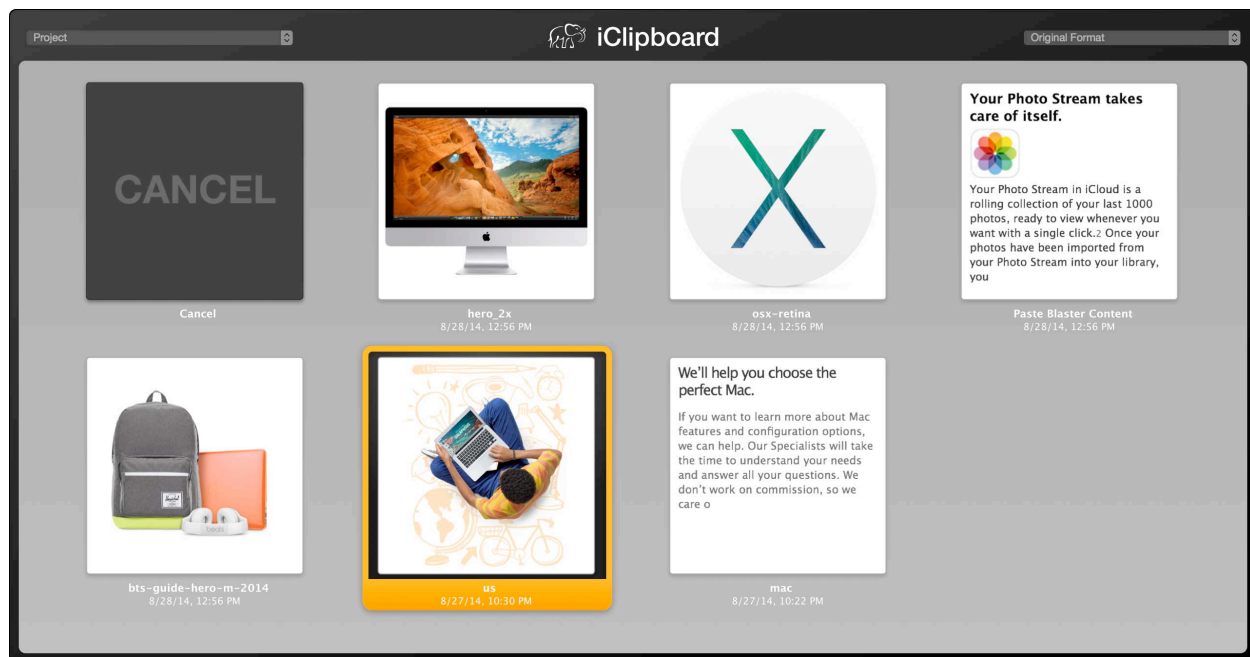 Project
iClipboard
Original Format
CANCEL
Your Photo Stream takes
care of itself.
Your Photo Stream in iCloud is a
rolling collection of your last 1000
photos, ready to view whenever you
want with a single click.2 Once your
photos have been imported from
your Photo Stream into your library,
you
Cancel
hero_2x
8/28/14, 12:56 PM
osx-retina
8/28/14, 12:56 PM
Paste Blaster Content
8/28/14, 12:56 PM
Herschel
beats
We'll help you choose the
perfect Mac.
If you want to learn more about Mac
features and configuration options,
we can help. Our Specialists will take
the time to understand your needs
and answer all your questions. We
don't work on commission, so we
care o
bts-guide-hero-m-2014
8/28/14, 12:56 PM
us
8/27/14, 10:30 PM
mac
8/27/14, 10:22 PM